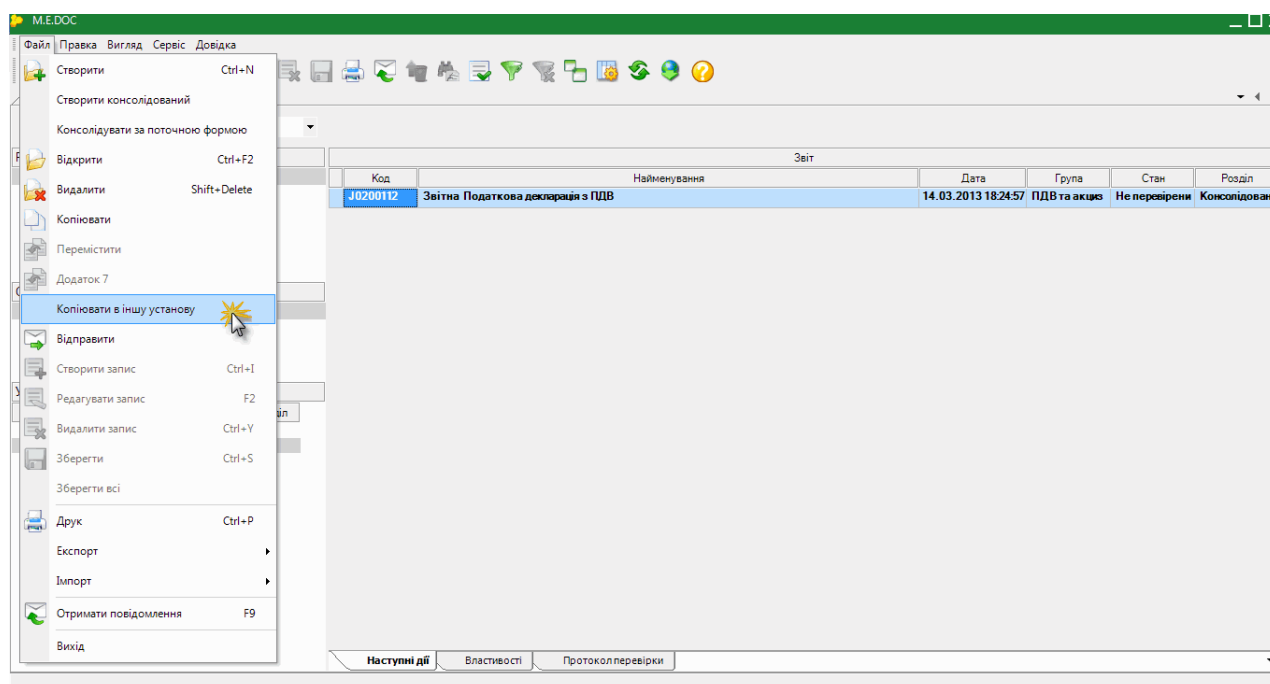 M.E.DOC
Файл Правка Вигляд Сервіс Довідка
Створити Ctrl+N
Створити консолідований
Консолідувати за поточною формою
Відкрити Ctrl+F2
Видалити Shift+Delete
Копіювати
Перемістити
Додаток 7
Копіювати в іншу установу
Відправити
Створити запис Ctrl+I
Редагувати запис F2
Видалити запис Ctrl+Y
Зберегти Ctrl+S
Зберегти всі
Друк Ctrl+P
Експорт
Імпорт
Отримати повідомлення F9
Вихід
Звіт
Код Найменування Дата Група Стан Розділ
J0200112 Звітна Податкова декларація з ПДВ 14.03.2013 18:24:57 ПДВ та акциз Не перевірени Консолідован
Наступні дії Властивості Протокол перевірки